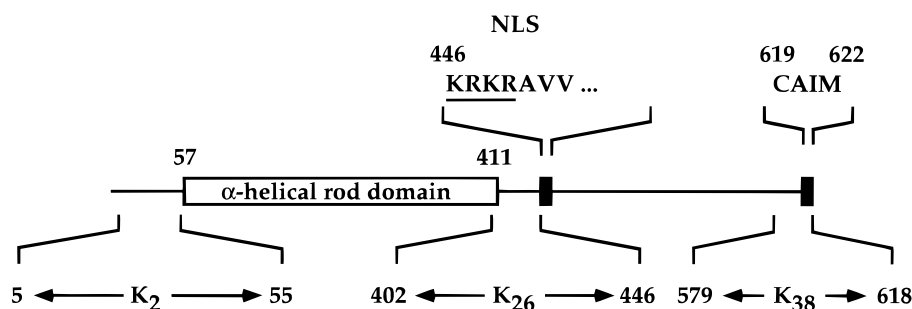 NLS
446 619 622
KRKRAVV ... CAIM
57 411
α-helical rod domain
5 K2 55 402 K26 446 579 K38 618